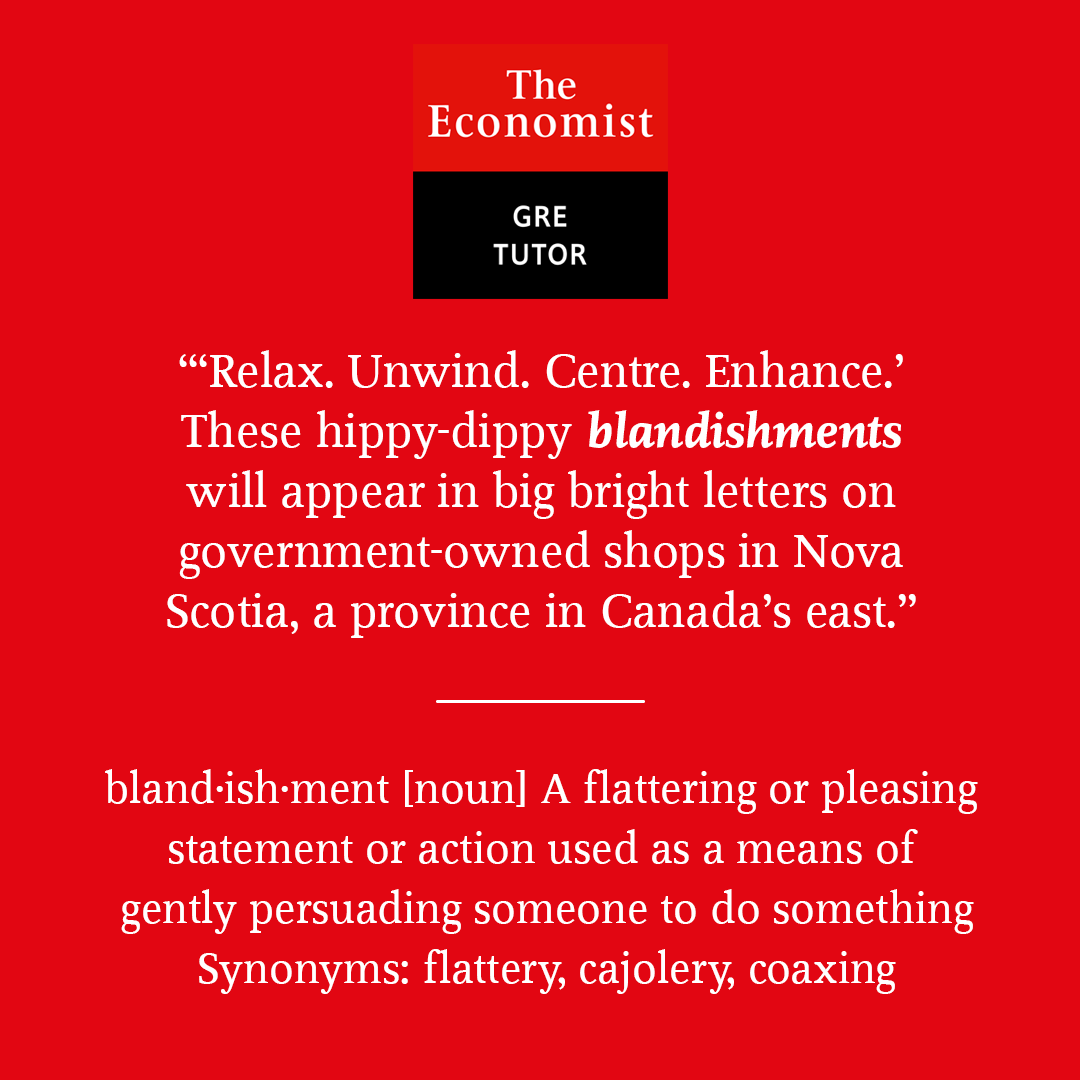 The
Economist
GRE
TUTOR
“‘Relax. Unwind. Centre. Enhance.’
These hippy-dippy blandishments
will appear in big bright letters on
government-owned shops in Nova
Scotia, a province in Canada’s east.”
bland·ish·ment [noun] A flattering or pleasing
statement or action used as a means of
gently persuading someone to do something
Synonyms: flattery, cajolery, coaxing